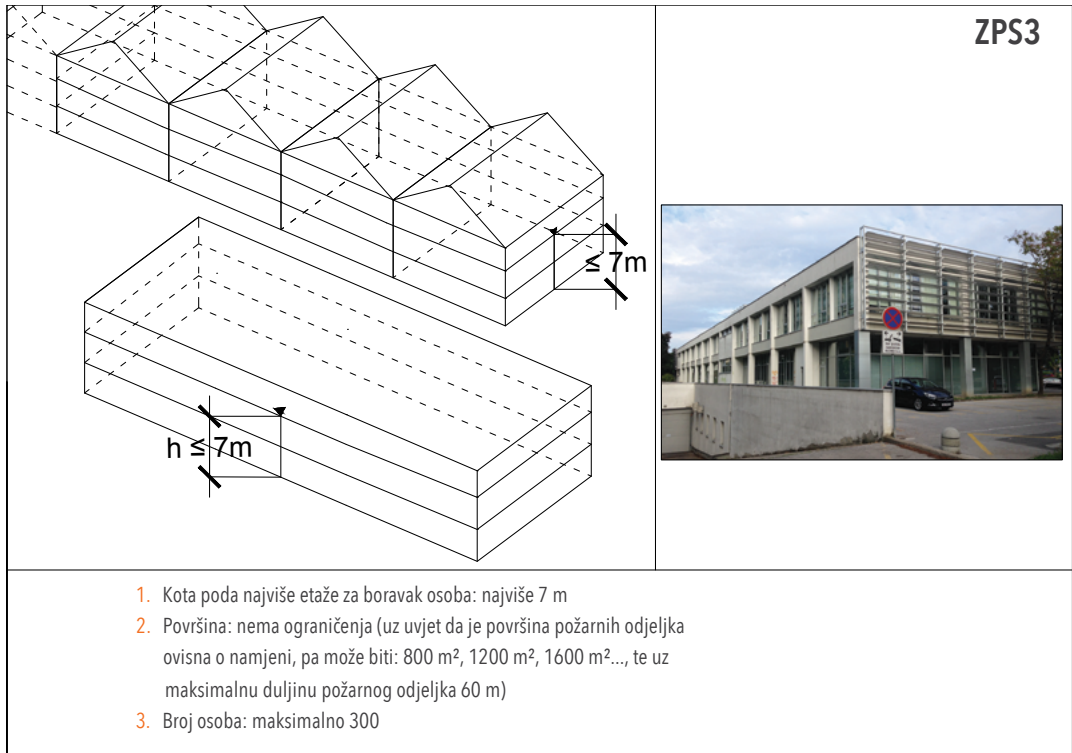 ZPS3
≤ 7m
h ≤ 7m
1. Kota poda najviše etaže za boravak osoba: najviše 7 m
2. Površina: nema ograničenja (uz uvjet da je površina požarnih odjeljka
ovisna o namjeni, pa može biti: 800 m², 1200 m², 1600 m²..., te uz
maksimalnu duljinu požarnog odjeljka 60 m)
3. Broj osoba: maksimalno 300